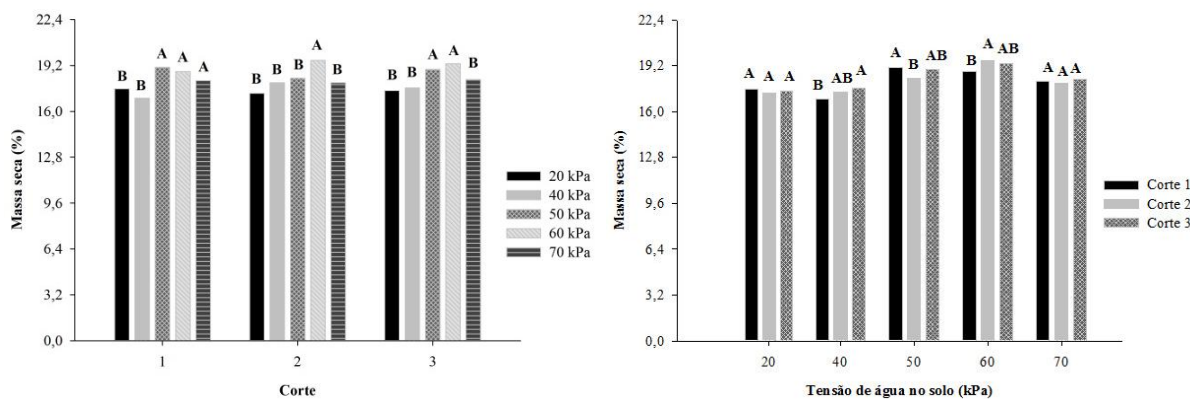 22,4
19,2
16,0
12,8
9,6
6,4
3,2
0,0
Massa seca (%)
B B A A A
B B B A B
B B A A B
20 kPa
40 kPa
50 kPa
60 kPa
70 kPa
1 2 3
Corte
22,4
19,2
16,0
12,8
9,6
6,4
3,2
0,0
Massa seca (%)
A A A
B AB A
A B AB
B A AB
A A A
Corte 1
Corte 2
Corte 3
20 40 50 60 70
Tensão de água no solo (kPa)